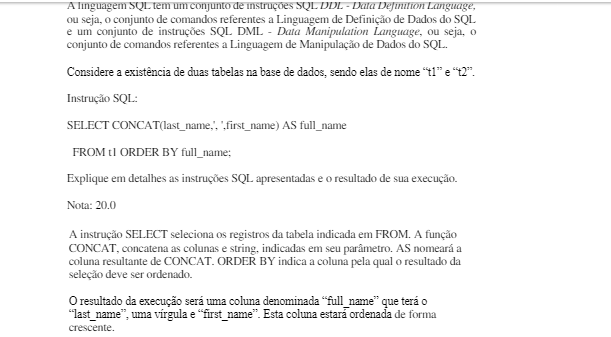 A linguagem SQL tem um conjunto de instruções SQL DDL - Data Definition Language,
ou seja, o conjunto de comandos referentes a Linguagem de Definição de Dados do SQL
e um conjunto de instruções SQL DML - Data Manipulation Language, ou seja, o
conjunto de comandos referentes a Linguagem de Manipulação de Dados do SQL.
Considere a existência de duas tabelas na base de dados, sendo elas de nome “t1” e “t2”.
Instrução SQL:
SELECT CONCAT(last_name,', ',first_name) AS full_name
FROM t1 ORDER BY full_name;
Explique em detalhes as instruções SQL apresentadas e o resultado de sua execução.
Nota: 20.0
A instrução SELECT seleciona os registros da tabela indicada em FROM. A função
CONCAT, concatena as colunas e string, indicadas em seu parâmetro. AS nomeará a
coluna resultante de CONCAT. ORDER BY indica a coluna pela qual o resultado da
seleção deve ser ordenado.
O resultado da execução será uma coluna denominada “full_name” que terá o
“last_name”, uma vírgula e “first_name”. Esta coluna estará ordenada de forma
crescente.